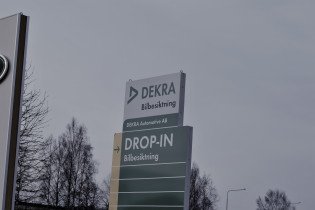 DEKRA
Bilbesiktning
DEKRA Automotive AB
DROP-IN
Bilbesiktning